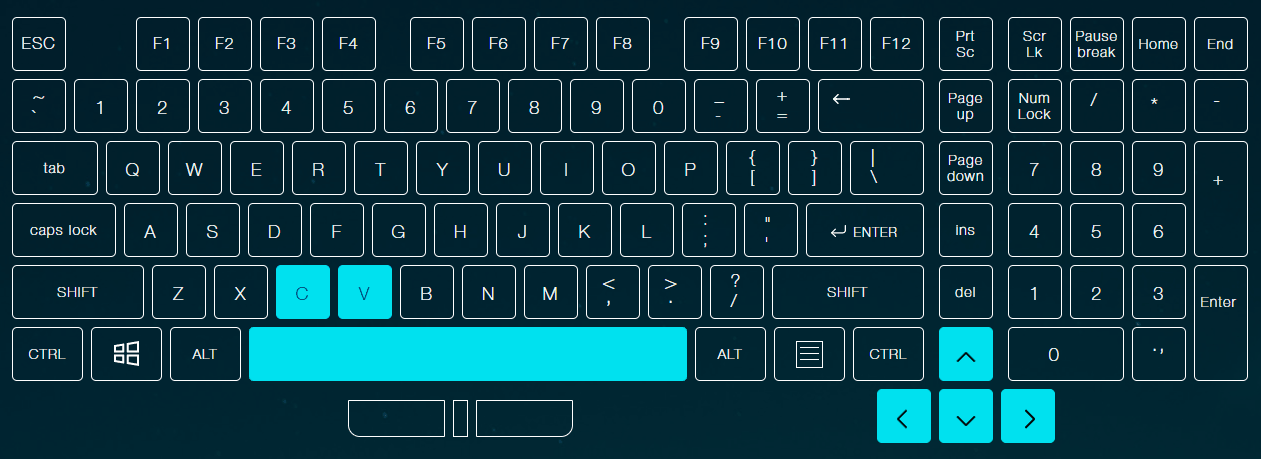 ESC F1 F2 F3 F4 F5 F6 F7 F8 F9 F10 F11 F12 Prt Sc Scr Lk Pause break Home End
~ ` 1 2 3 4 5 6 7 8 9 0 _ - + = ← Page up Num Lock / * -
tab Q W E R T Y U I O P { [ } ] | \ Page down 7 8 9 +
caps lock A S D F G H J K L : ; " ' ENTER ins 4 5 6
SHIFT Z X C V B N M < , > . ? / SHIFT del 1 2 3 Enter
CTRL ALT ALT CTRL 0 . ,